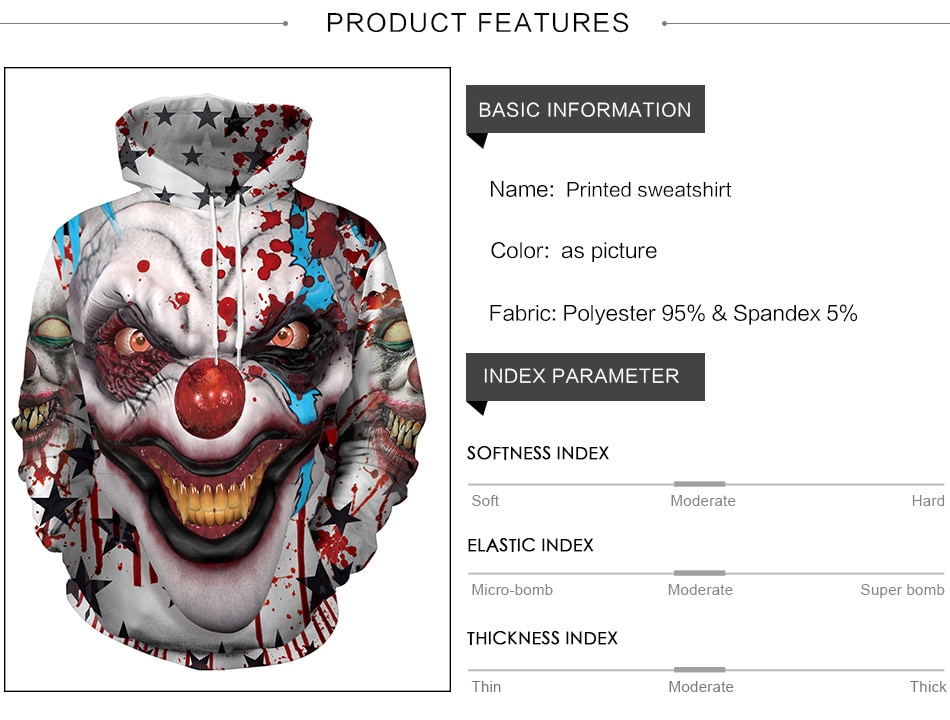 PRODUCT FEATURES
BASIC INFORMATION
Name: Printed sweatshirt
Color: as picture
Fabric: Polyester 95% & Spandex 5%
INDEX PARAMETER
SOFTNESS INDEX
Soft Moderate Hard
ELASTIC INDEX
Micro-bomb Moderate Super bomb
THICKNESS INDEX
Thin Moderate Thick